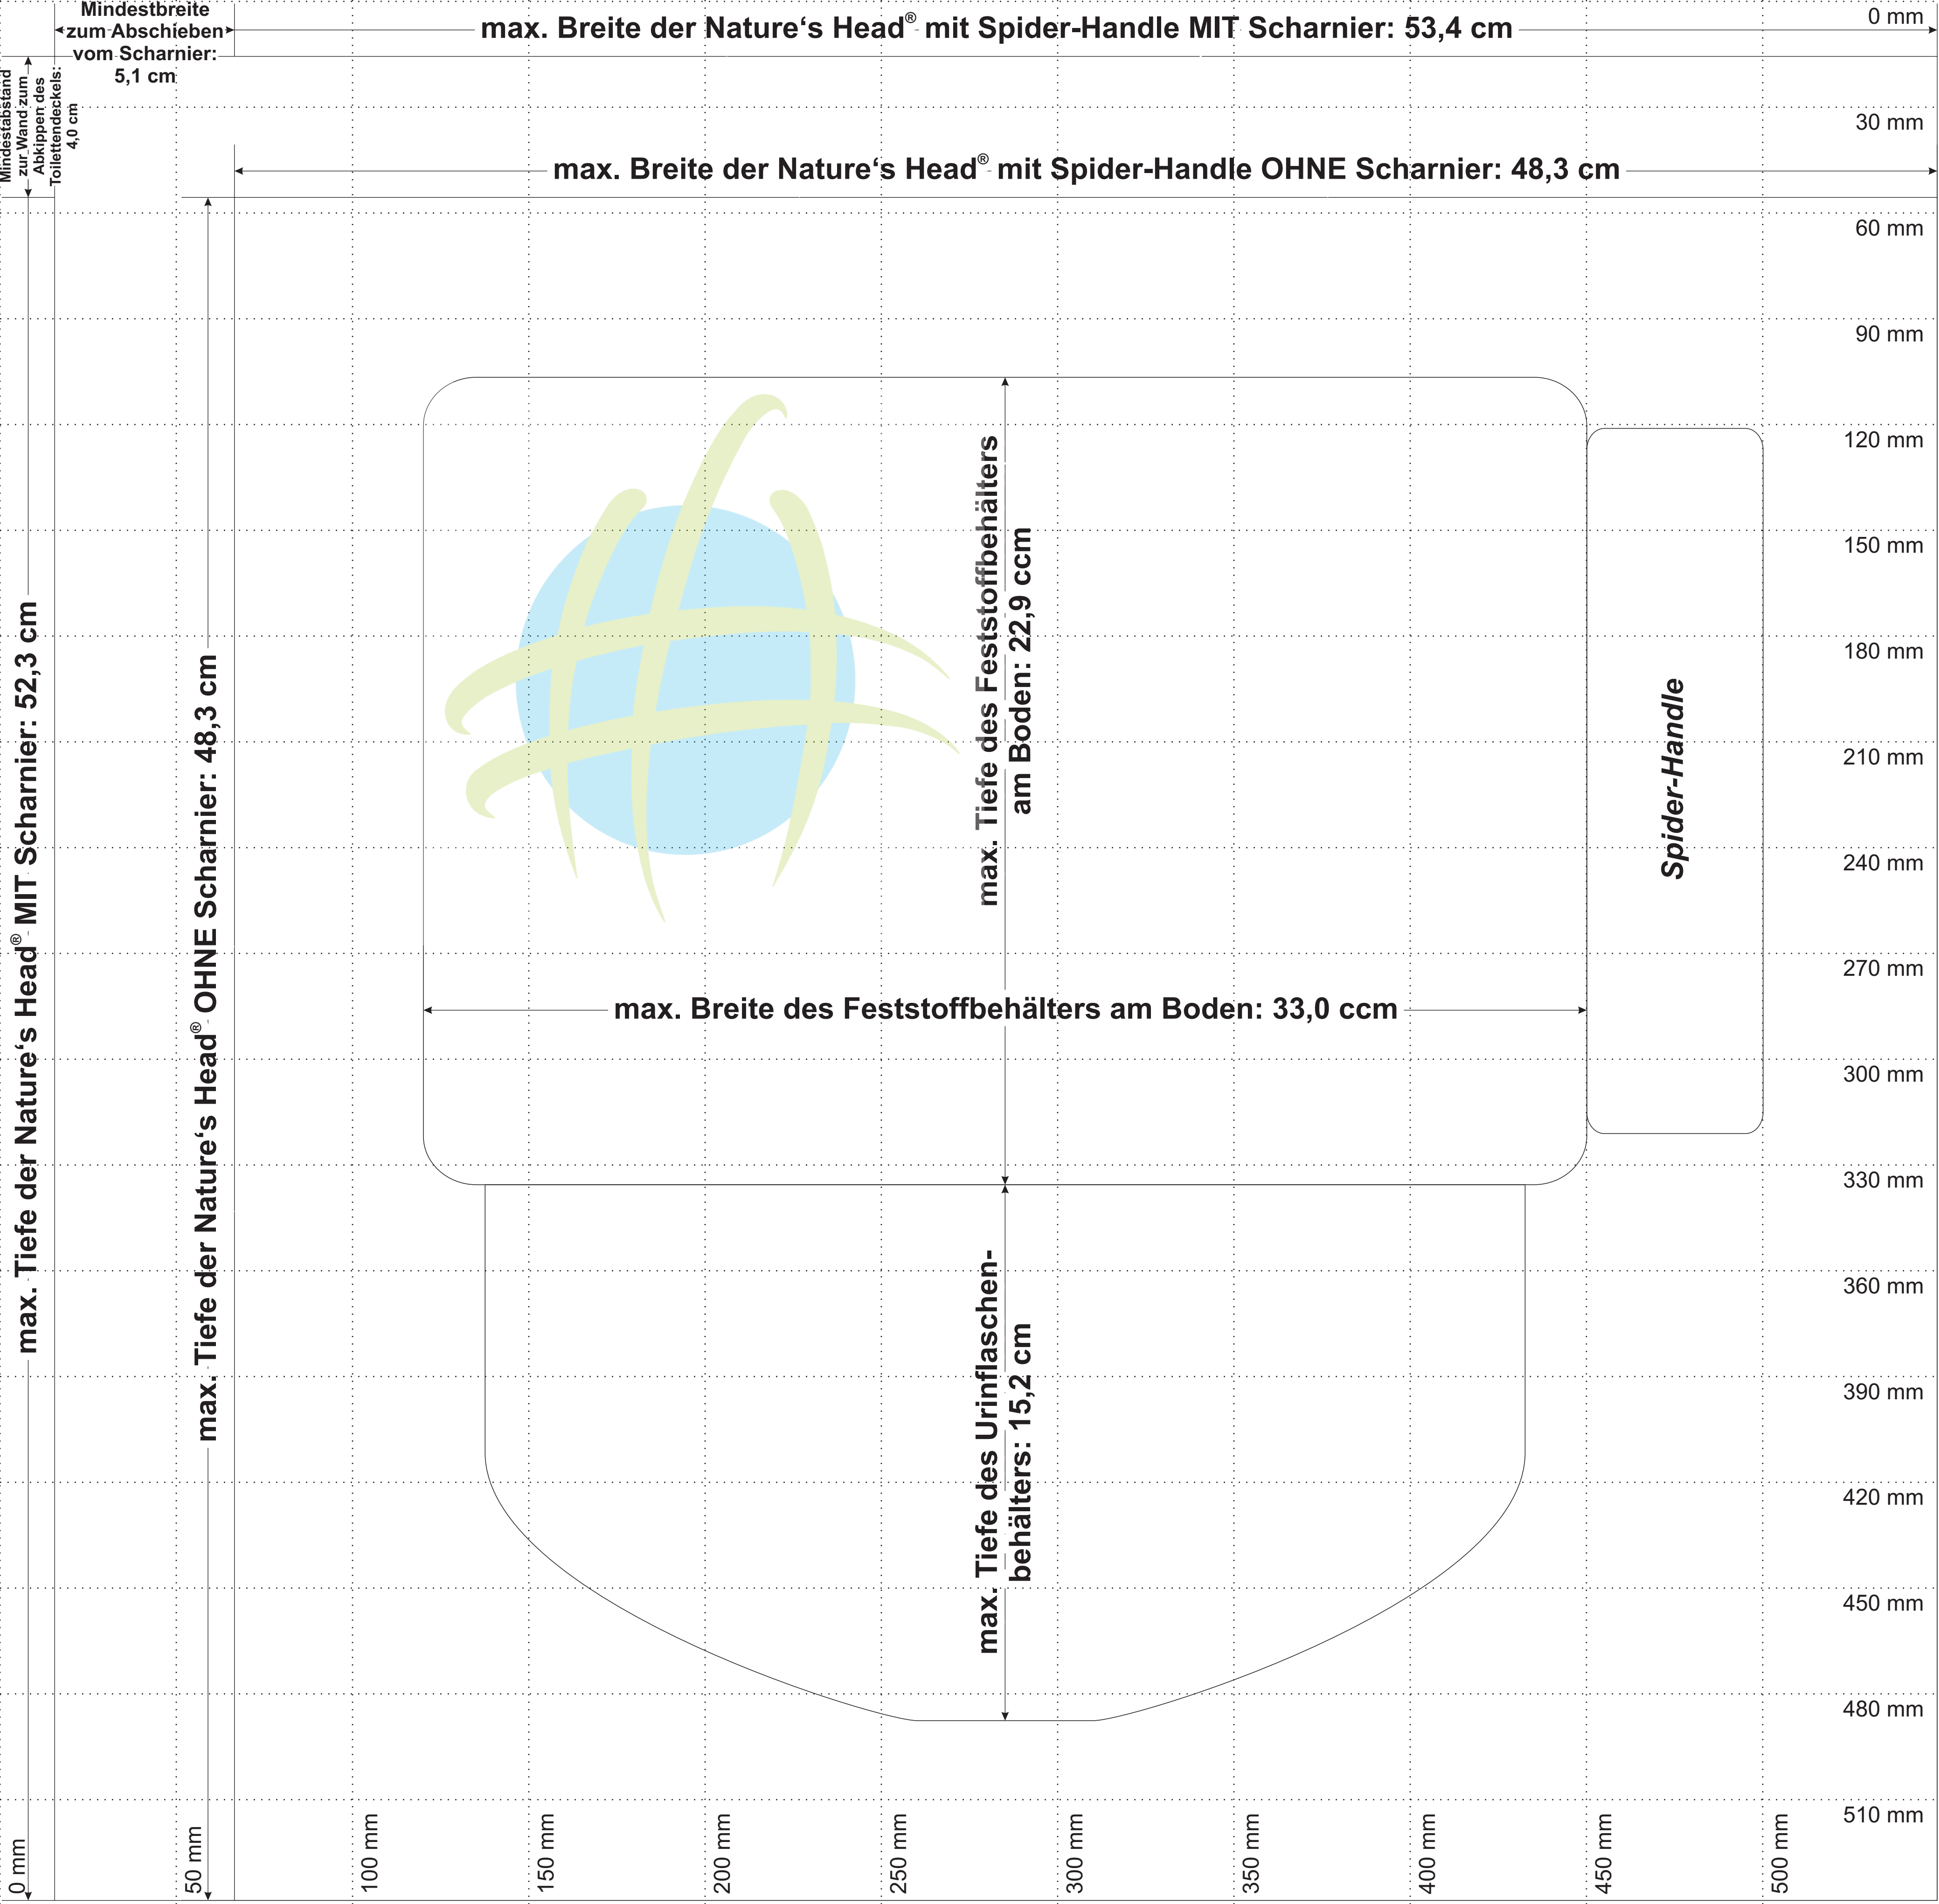 Mindestbreite
zum Abschieben
vom Scharnier:
5,1 cm
max. Breite der Nature‘s Head® mit Spider-Handle MIT Scharnier: 53,4 cm
Mindestabstand
zur Wand zum
Abkippen des
Toilettendeckels:
4,0 cm
max. Breite der Nature‘s Head® mit Spider-Handle OHNE Scharnier: 48,3 cm
max. Tiefe der Nature‘s Head® MIT Scharnier: 52,3 cm
max. Tiefe der Nature‘s Head® OHNE Scharnier: 48,3 cm
max. Tiefe des Feststoffbehälters
am Boden: 22,9 ccm
max. Breite des Feststoffbehälters am Boden: 33,0 ccm
Spider-Handle
max. Tiefe des Urinflaschen-
behälters: 15,2 cm
0 mm
30 mm
60 mm
90 mm
120 mm
150 mm
180 mm
210 mm
240 mm
270 mm
300 mm
330 mm
360 mm
390 mm
420 mm
450 mm
480 mm
510 mm
0 mm
50 mm
100 mm
150 mm
200 mm
250 mm
300 mm
350 mm
400 mm
450 mm
500 mm